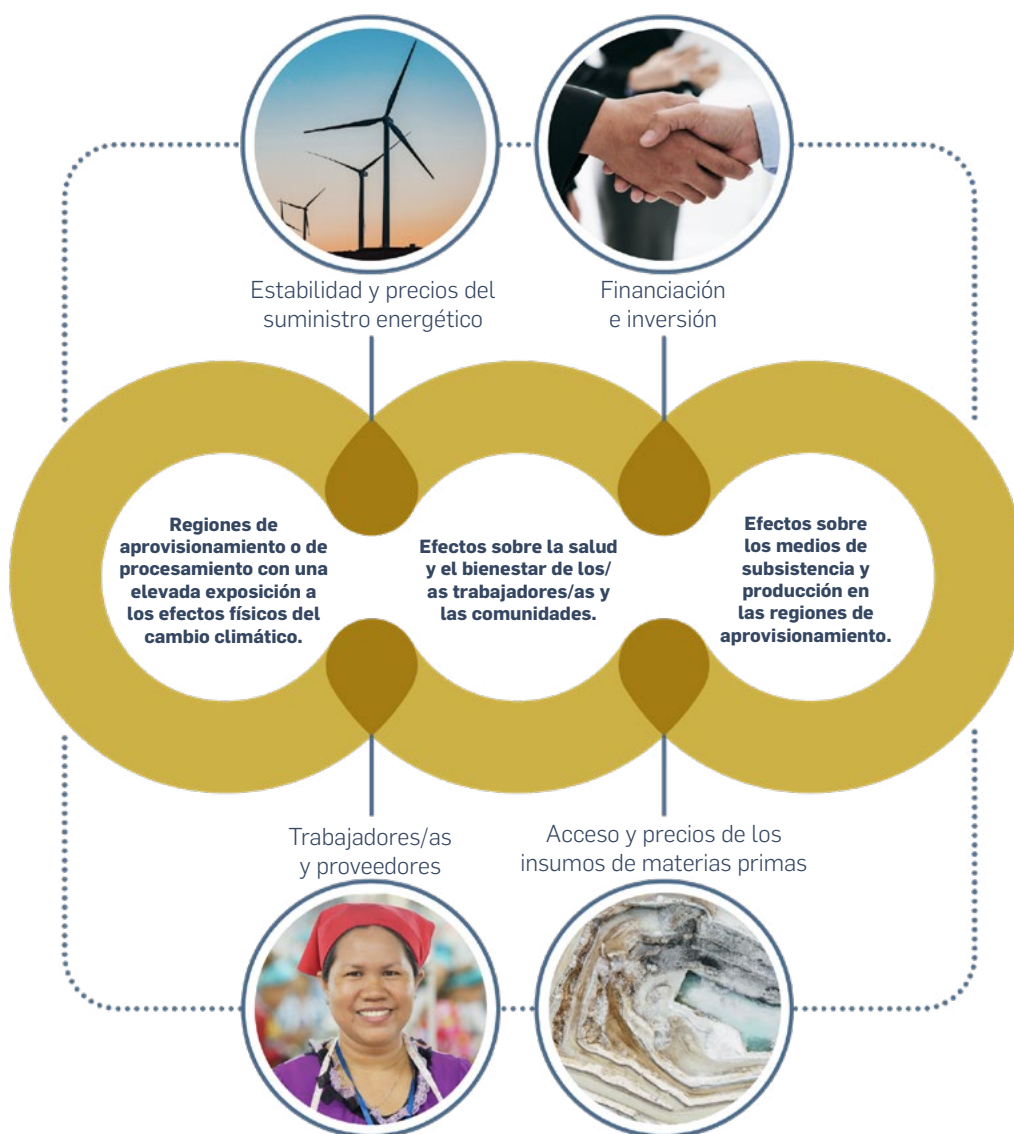 Estabilidad y precios del
suministro energético
Financiación
e inversión
Regiones de
aprovisionamiento o de
procesamiento con una
elevada exposición a
los efectos físicos del
cambio climático.
Efectos sobre la salud
y el bienestar de los/
as trabajadores/as y
las comunidades.
Efectos sobre
los medios de
subsistencia y
producción en
las regiones de
aprovisionamiento.
Trabajadores/as
y proveedores
Acceso y precios de los
insumos de materias primas